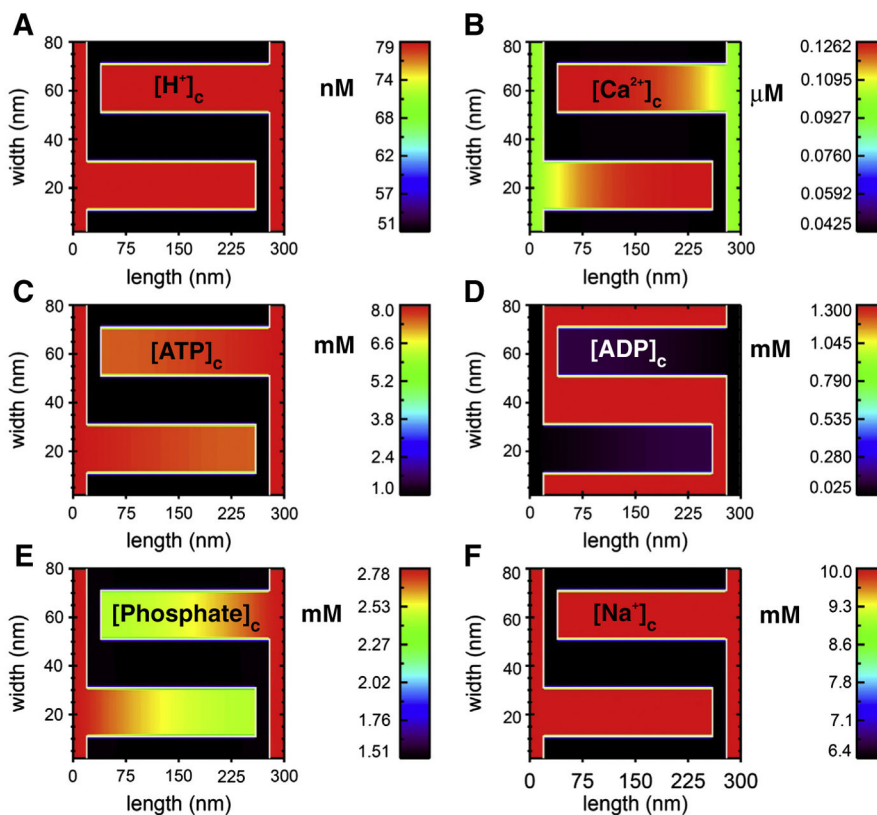 A
80
60
40
20
width (nm)
0 75 150 225 300
length (nm)
[H⁺]c
nM
79
74
68
62
57
51
B
80
60
40
20
width (nm)
0 75 150 225 300
length (nm)
[Ca²⁺]c
μM
0.1262
0.1095
0.0927
0.0760
0.0592
0.0425
C
80
60
40
20
width (nm)
0 75 150 225 300
length (nm)
[ATP]c
mM
8.0
6.6
5.2
3.8
2.4
1.0
D
80
60
40
20
width (nm)
0 75 150 225 300
length (nm)
[ADP]c
mM
1.300
1.045
0.790
0.535
0.280
0.025
E
80
60
40
20
width (nm)
0 75 150 225 300
length (nm)
[Phosphate]c
mM
2.78
2.53
2.27
2.02
1.76
1.51
F
80
60
40
20
width (nm)
0 75 150 225 300
length (nm)
[Na⁺]c
mM
10.0
9.3
8.6
7.8
7.1
6.4